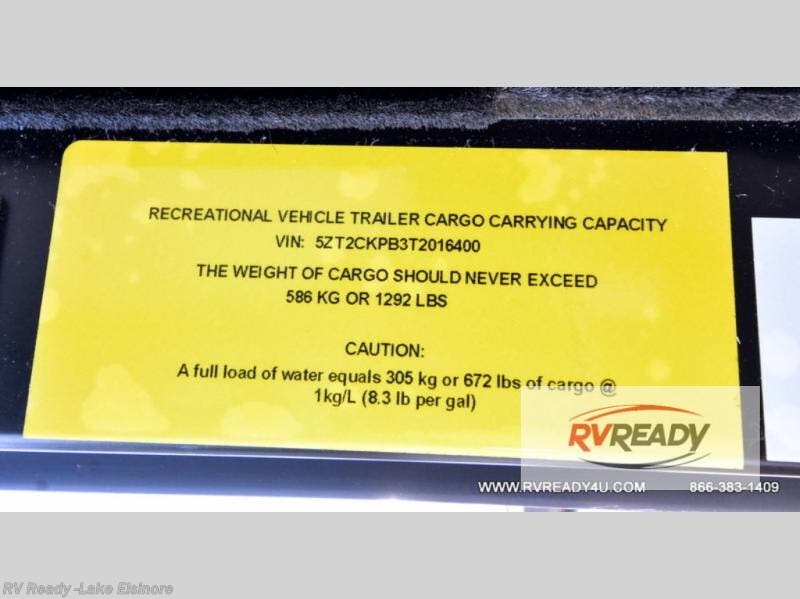 RECREATIONAL VEHICLE TRAILER CARGO CARRYING CAPACITY
VIN: 5ZT2CKPB3T2016400
THE WEIGHT OF CARGO SHOULD NEVER EXCEED
586 KG OR 1292 LBS
CAUTION:
A full load of water equals 305 kg or 672 lbs of cargo @
1kg/L (8.3 lb per gal)
RVREADY
WWW.RVREADY4U.COM 866-383-1409
RV Ready -Lake Elsinore